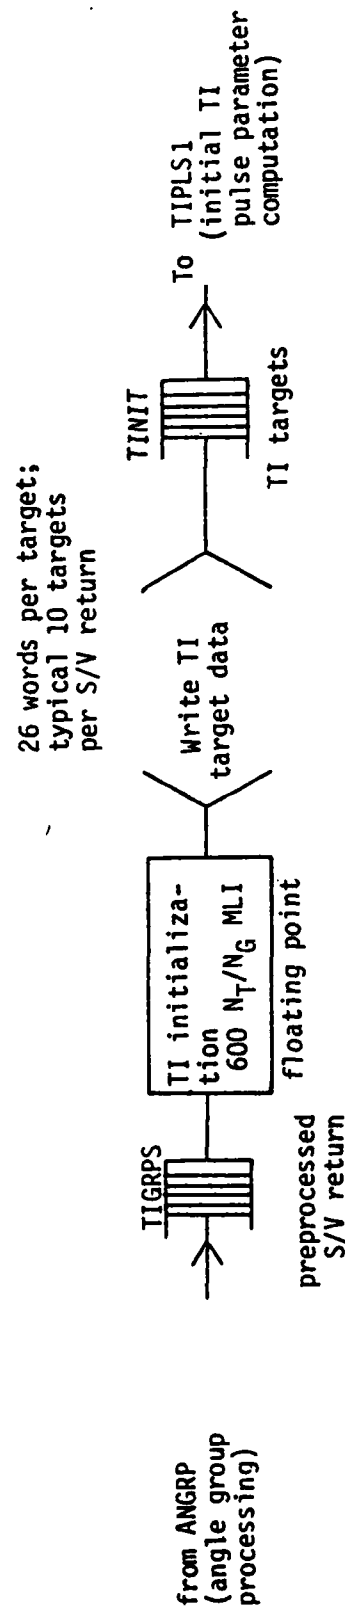 from ANGRP
(angle group
processing)
TIGRPS
preprocessed
S/V return
TI initializa-
tion
600 N_T/N_G MLI
floating point
Write TI
target data
26 words per target;
typical 10 targets
per S/V return
TINIT
TI targets
To TIPLS1
(initial TI
pulse parameter
computation)